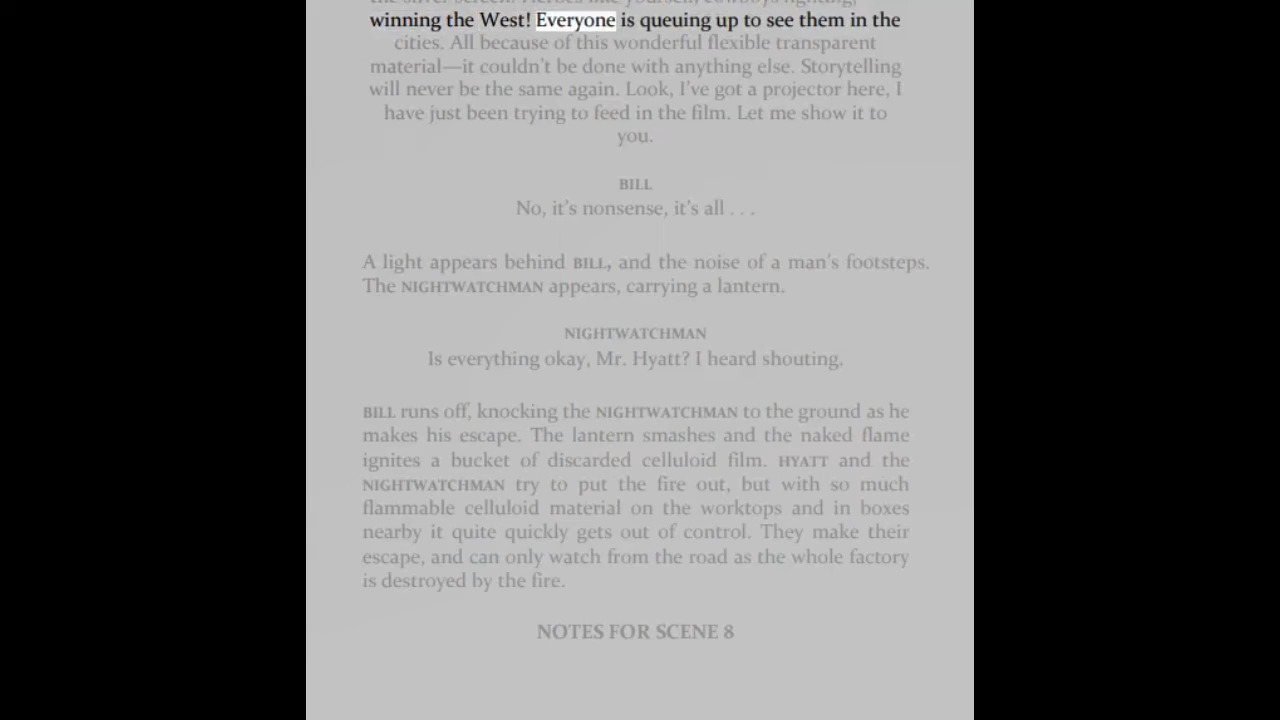 the silver screen! Heroes like yourself, cowboys fighting,
winning the West! Everyone is queuing up to see them in the
cities. All because of this wonderful flexible transparent
material—it couldn't be done with anything else. Storytelling
will never be the same again. Look, I've got a projector here, I
have just been trying to feed in the film. Let me show it to
you.
BILL
No, it's nonsense, it's all . . .
A light appears behind BILL, and the noise of a man's footsteps.
The NIGHTWATCHMAN appears, carrying a lantern.
NIGHTWATCHMAN
Is everything okay, Mr. Hyatt? I heard shouting.
BILL runs off, knocking the NIGHTWATCHMAN to the ground as he
makes his escape. The lantern smashes and the naked flame
ignites a bucket of discarded celluloid film. HYATT and the
NIGHTWATCHMAN try to put the fire out, but with so much
flammable celluloid material on the worktops and in boxes
nearby it quite quickly gets out of control. They make their
escape, and can only watch from the road as the whole factory
is destroyed by the fire.
NOTES FOR SCENE 8